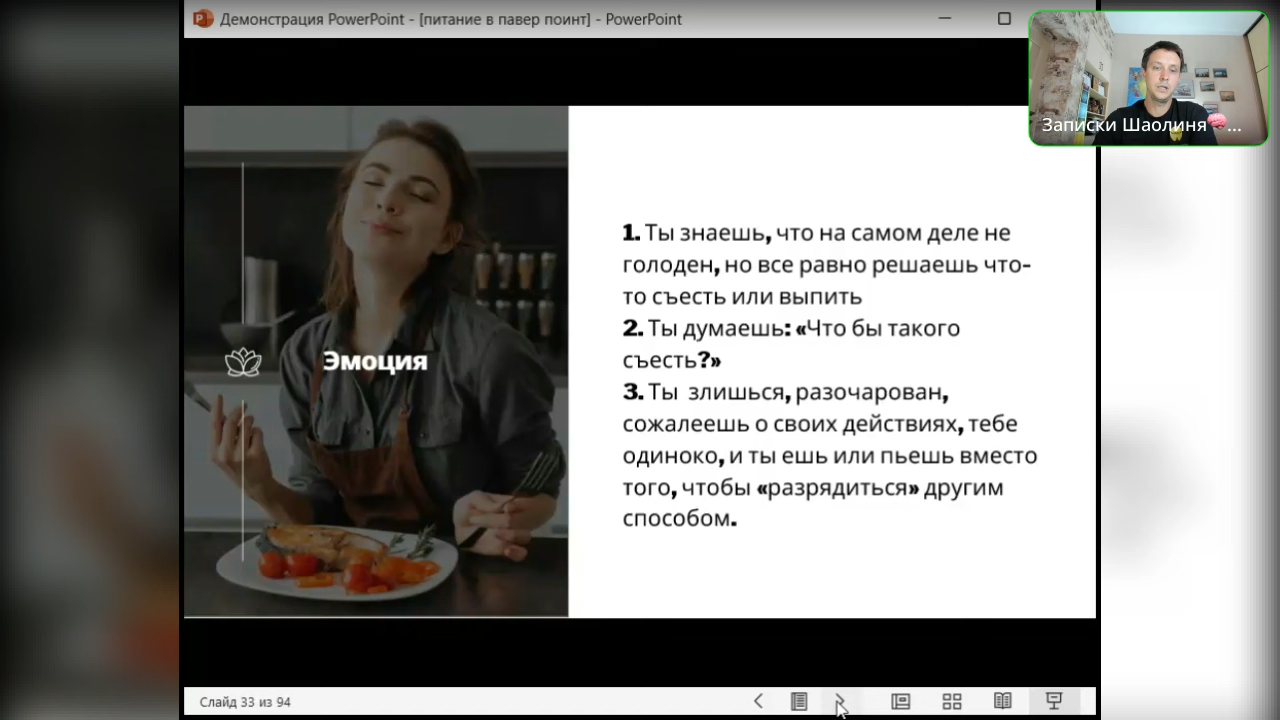 Демонстрация PowerPoint - [питание в павер поинт] - PowerPoint
Записки Шаолиня🧠...
Эмоция
1. Ты знаешь, что на самом деле не
голоден, но все равно решаешь что-
то съесть или выпить
2. Ты думаешь: «Что бы такого
съесть?»
3. Ты  злишься, разочарован,
сожалеешь о своих действиях, тебе
одиноко, и ты ешь или пьешь вместо
того, чтобы «разрядиться» другим
способом.
Слайд 33 из 94